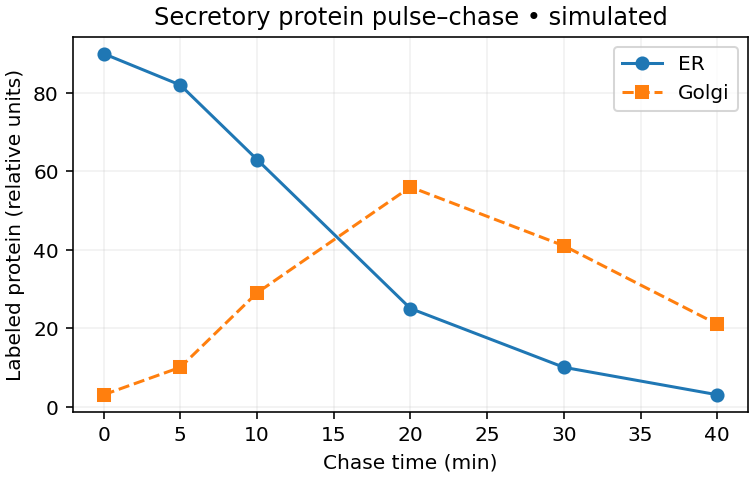 Secretory protein pulse–chase • simulated
ER
Golgi
Labeled protein (relative units)
80
60
40
20
0
0 5 10 15 20 25 30 35 40
Chase time (min)